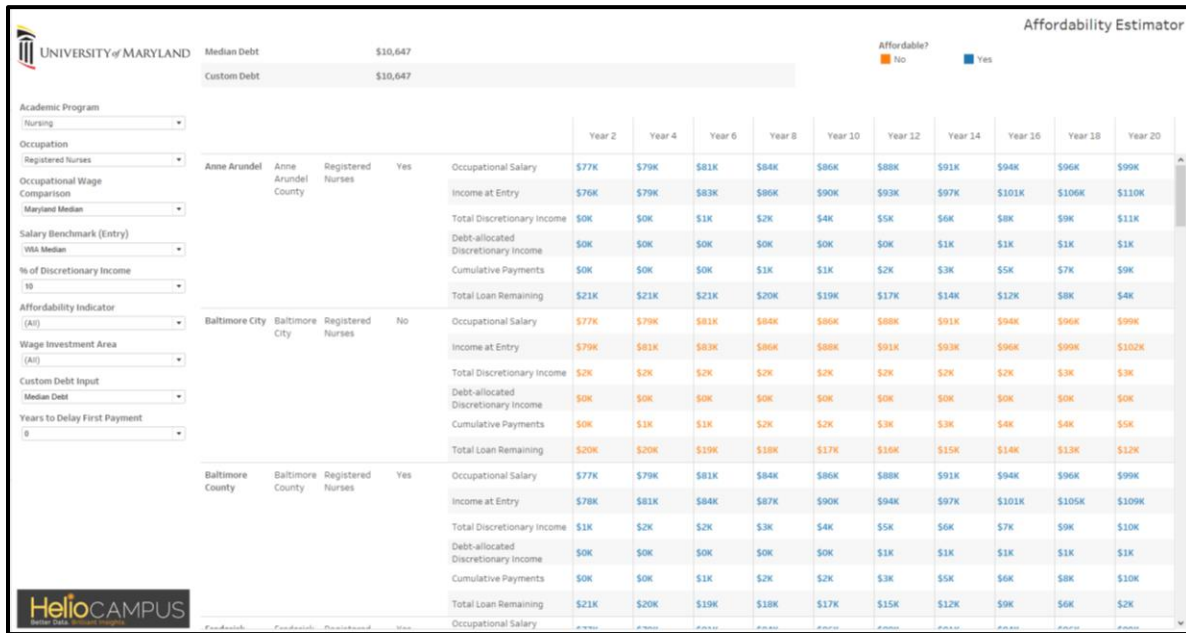 Affordability Estimator
UNIVERSITY of MARYLAND
Median Debt $10,647
Custom Debt $10,647
Affordable?
No Yes
Academic Program
Nursing
Occupation
Registered Nurses
Occupational Wage
Comparison
Maryland Median
Salary Benchmark (Entry)
WIA Median
% of Discretionary Income
10
Affordability Indicator
(All)
Wage Investment Area
(All)
Custom Debt Input
Median Debt
Years to Delay First Payment
0
Year 2 Year 4 Year 6 Year 8 Year 10 Year 12 Year 14 Year 16 Year 18 Year 20
Anne Arundel Anne Arundel County Registered Nurses Yes
Occupational Salary $77K $79K $81K $84K $86K $88K $91K $94K $96K $99K
Income at Entry $76K $79K $83K $86K $90K $93K $97K $101K $106K $110K
Total Discretionary Income $0K $0K $1K $2K $4K $5K $6K $8K $9K $11K
Debt-allocated Discretionary Income $0K $0K $0K $0K $0K $0K $1K $1K $1K $1K
Cumulative Payments $0K $0K $0K $1K $1K $2K $3K $5K $7K $9K
Total Loan Remaining $21K $21K $21K $20K $19K $17K $14K $12K $8K $4K
Baltimore City Baltimore City Registered Nurses No
Occupational Salary $77K $79K $81K $84K $86K $88K $91K $94K $96K $99K
Income at Entry $79K $81K $83K $86K $88K $91K $93K $96K $99K $102K
Total Discretionary Income $2K $2K $2K $2K $2K $2K $2K $2K $3K $3K
Debt-allocated Discretionary Income $0K $0K $0K $0K $0K $0K $0K $0K $0K $0K
Cumulative Payments $0K $1K $1K $2K $2K $3K $3K $4K $4K $5K
Total Loan Remaining $20K $20K $19K $18K $17K $16K $15K $14K $13K $12K
Baltimore County Baltimore County Registered Nurses Yes
Occupational Salary $77K $79K $81K $84K $86K $88K $91K $94K $96K $99K
Income at Entry $78K $81K $84K $87K $90K $94K $97K $101K $105K $109K
Total Discretionary Income $1K $2K $2K $3K $4K $5K $6K $7K $9K $10K
Debt-allocated Discretionary Income $0K $0K $0K $0K $0K $1K $1K $1K $1K $1K
Cumulative Payments $0K $0K $1K $2K $2K $3K $5K $6K $8K $10K
Total Loan Remaining $21K $20K $19K $18K $17K $15K $12K $9K $6K $2K
Occupational Salary
HelioCAMPUS
Better Data. Brilliant Insights.